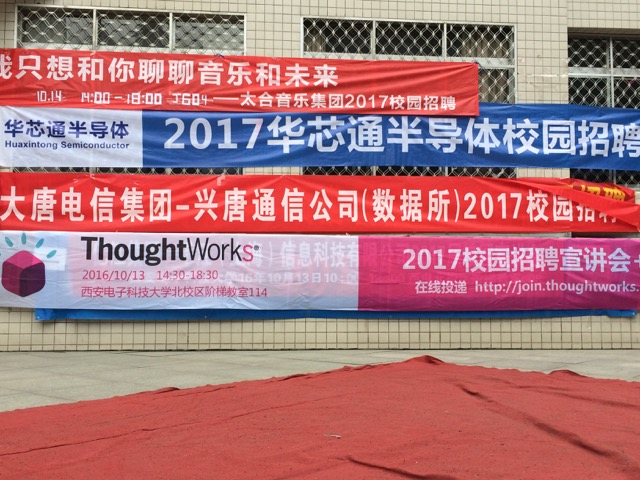 我只想和你聊聊音乐和未来
10.14 14:00-18:00 J604——太合音乐集团2017校园招聘
华芯通半导体
Huaxintong Semiconductor
2017华芯通半导体校园招聘
大唐电信集团-兴唐通信公司(数据所)2017校园招聘
ThoughtWorks
2016/10/13 14:30-18:30
西安电子科技大学北校区阶梯教室114
信息科技有
2017校园招聘宣讲会
在线投递 http://join.thoughtworks.